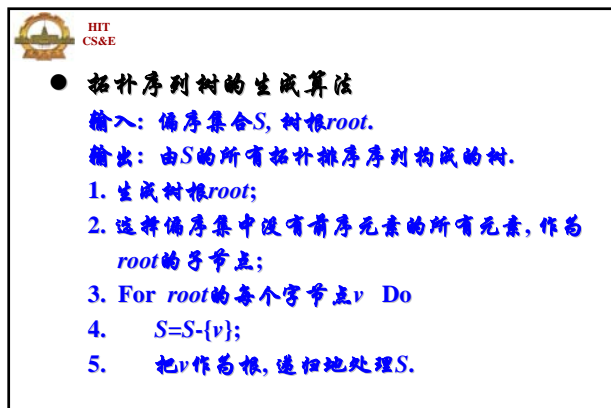 HIT
CS&E
● 拓朴序列树的生成算法
输入: 偏序集合S, 树根root.
输出: 由S的所有拓朴排序序列构成的树.
1. 生成树根root;
2. 选择偏序集中没有前序元素的所有元素, 作为
root的子节点;
3. For root的每个字节点v Do
4. S=S-{v};
5. 把v作为根, 递归地处理S.